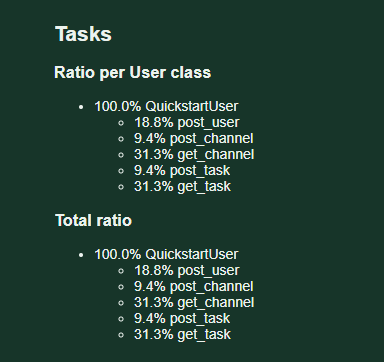 Tasks
Ratio per User class
100.0% QuickstartUser
18.8% post_user
9.4% post_channel
31.3% get_channel
9.4% post_task
31.3% get_task
Total ratio
100.0% QuickstartUser
18.8% post_user
9.4% post_channel
31.3% get_channel
9.4% post_task
31.3% get_task